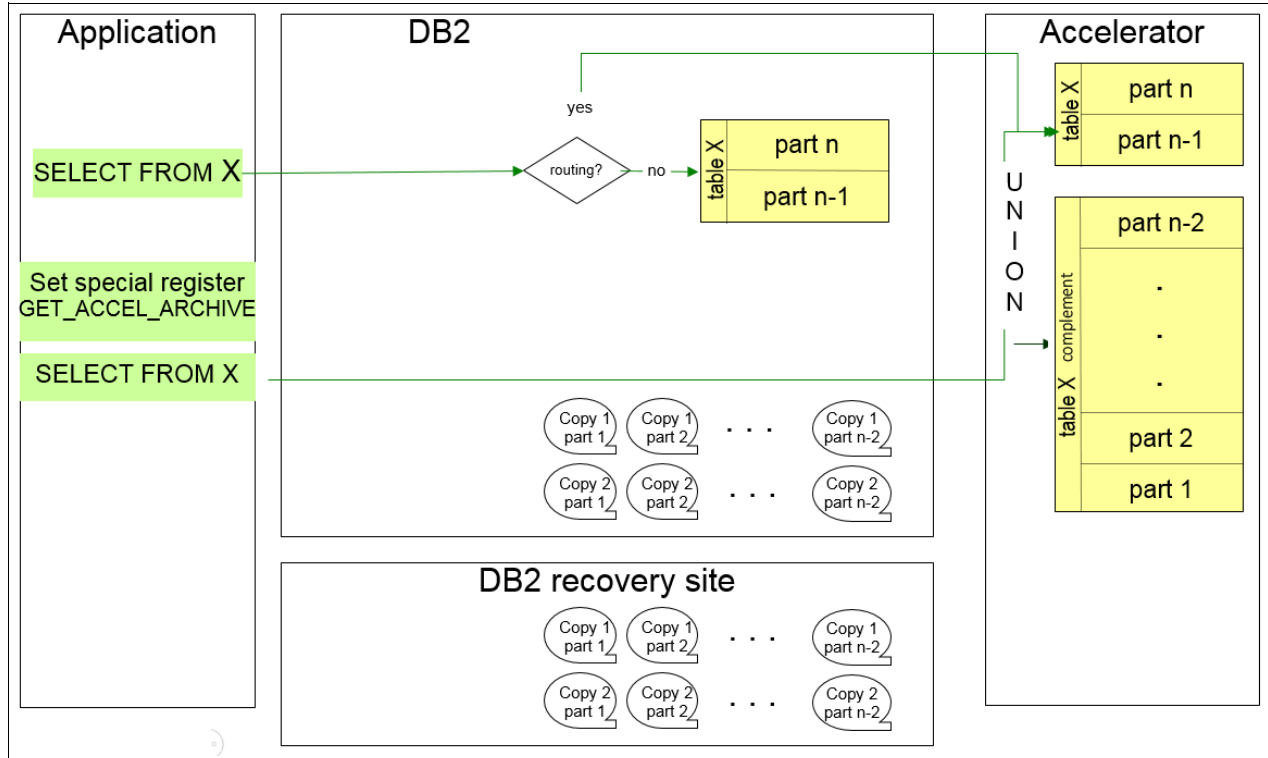 Application
SELECT FROM X
Set special register
GET_ACCEL_ARCHIVE
SELECT FROM X
DB2
yes
routing?
no
table X
part n
part n-1
Copy 1
part 1
Copy 1
part 2
. . .
Copy 1
part n-2
Copy 2
part 1
Copy 2
part 2
. . .
Copy 2
part n-2
DB2 recovery site
Copy 1
part 1
Copy 1
part 2
. . .
Copy 1
part n-2
Copy 2
part 1
Copy 2
part 2
. . .
Copy 2
part n-2
UNION
Accelerator
table X
part n
part n-1
table X complement
part n-2
.
.
.
part 2
part 1